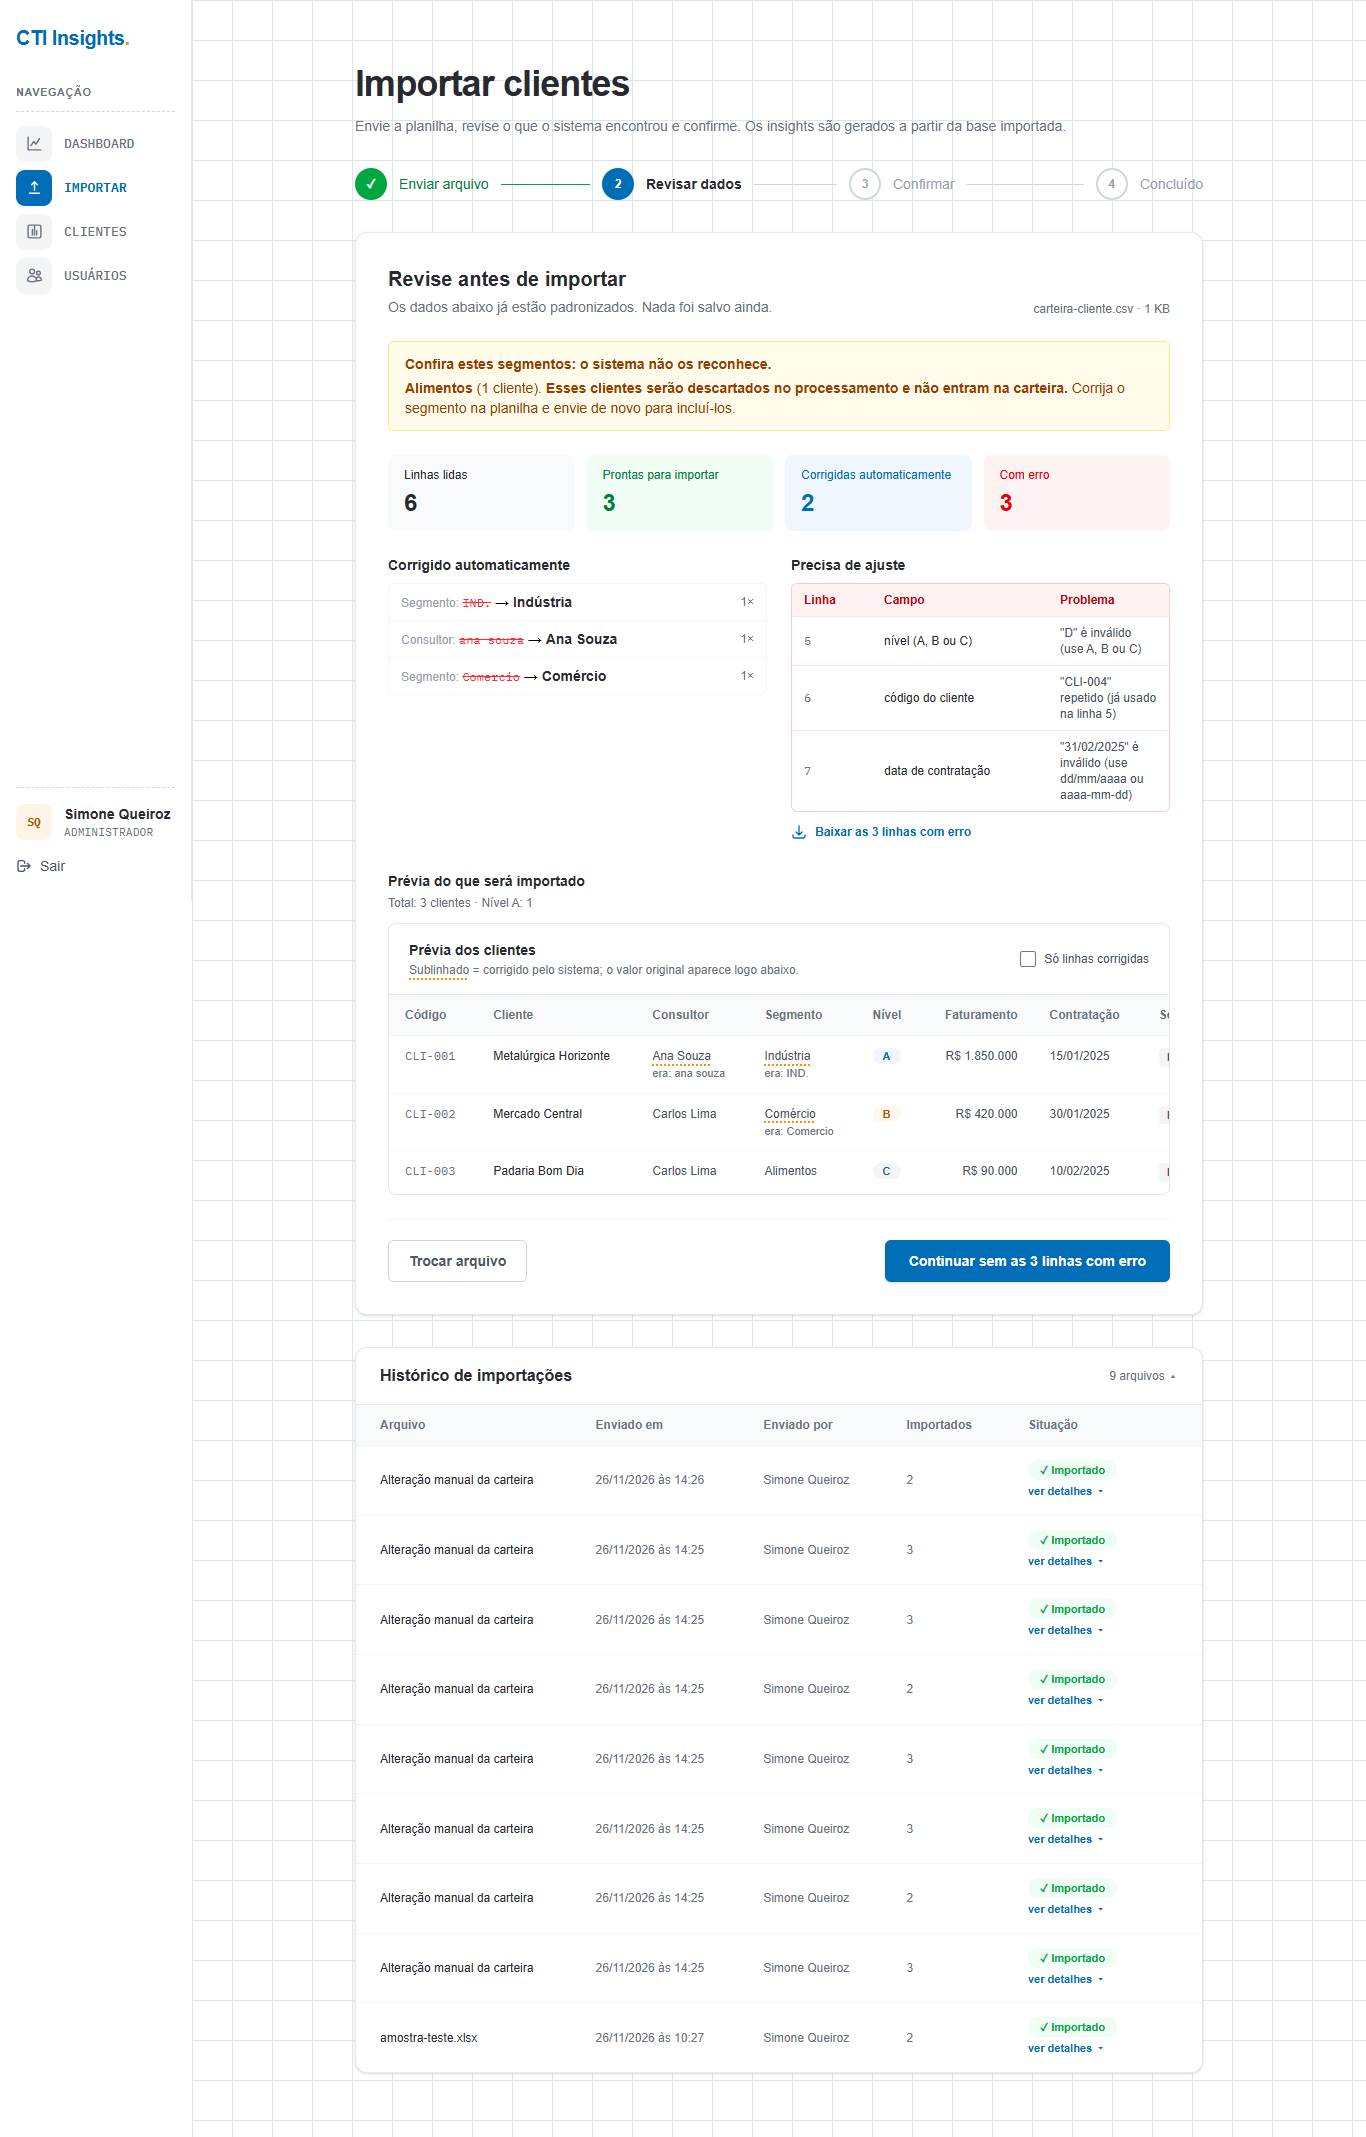 CTI Insights.
NAVEGAÇÃO
DASHBOARD
IMPORTAR
CLIENTES
USUÁRIOS
SQ
Simone Queiroz
ADMINISTRADOR
Sair
Importar clientes
Envie a planilha, revise o que o sistema encontrou e confirme. Os insights são gerados a partir da base importada.
✓ Enviar arquivo 2 Revisar dados 3 Confirmar 4 Concluído
Revise antes de importar
Os dados abaixo já estão padronizados. Nada foi salvo ainda.
carteira-cliente.csv · 1 KB
Confira estes segmentos: o sistema não os reconhece.
Alimentos (1 cliente). Esses clientes serão descartados no processamento e não entram na carteira. Corrija o
segmento na planilha e envie de novo para incluí-los.
Linhas lidas
6
Prontas para importar
3
Corrigidas automaticamente
2
Com erro
3
Corrigido automaticamente
Segmento: IND. → Indústria 1×
Consultor: ana souza → Ana Souza 1×
Segmento: Comercio → Comércio 1×
Precisa de ajuste
Linha Campo Problema
5 nível (A, B ou C) "D" é inválido
(use A, B ou C)
6 código do cliente "CLI-004"
repetido (já usado
na linha 5)
7 data de contratação "31/02/2025" é
inválido (use
dd/mm/aaaa ou
aaaa-mm-dd)
Baixar as 3 linhas com erro
Prévia do que será importado
Total: 3 clientes · Nível A: 1
Prévia dos clientes
Sublinhado = corrigido pelo sistema; o valor original aparece logo abaixo.
Só linhas corrigidas
Código Cliente Consultor Segmento Nível Faturamento Contratação
CLI-001 Metalúrgica Horizonte Ana Souza Indústria A R$ 1.850.000 15/01/2025
era: ana souza era: IND.
CLI-002 Mercado Central Carlos Lima Comércio B R$ 420.000 30/01/2025
era: Comercio
CLI-003 Padaria Bom Dia Carlos Lima Alimentos C R$ 90.000 10/02/2025
Trocar arquivo
Continuar sem as 3 linhas com erro
Histórico de importações
9 arquivos
Arquivo Enviado em Enviado por Importados Situação
Alteração manual da carteira 26/11/2026 às 14:26 Simone Queiroz 2 ✓ Importado
ver detalhes
Alteração manual da carteira 26/11/2026 às 14:25 Simone Queiroz 3 ✓ Importado
ver detalhes
Alteração manual da carteira 26/11/2026 às 14:25 Simone Queiroz 3 ✓ Importado
ver detalhes
Alteração manual da carteira 26/11/2026 às 14:25 Simone Queiroz 2 ✓ Importado
ver detalhes
Alteração manual da carteira 26/11/2026 às 14:25 Simone Queiroz 3 ✓ Importado
ver detalhes
Alteração manual da carteira 26/11/2026 às 14:25 Simone Queiroz 3 ✓ Importado
ver detalhes
Alteração manual da carteira 26/11/2026 às 14:25 Simone Queiroz 2 ✓ Importado
ver detalhes
Alteração manual da carteira 26/11/2026 às 14:25 Simone Queiroz 3 ✓ Importado
ver detalhes
amostra-teste.xlsx 26/11/2026 às 10:27 Simone Queiroz 2 ✓ Importado
ver detalhes